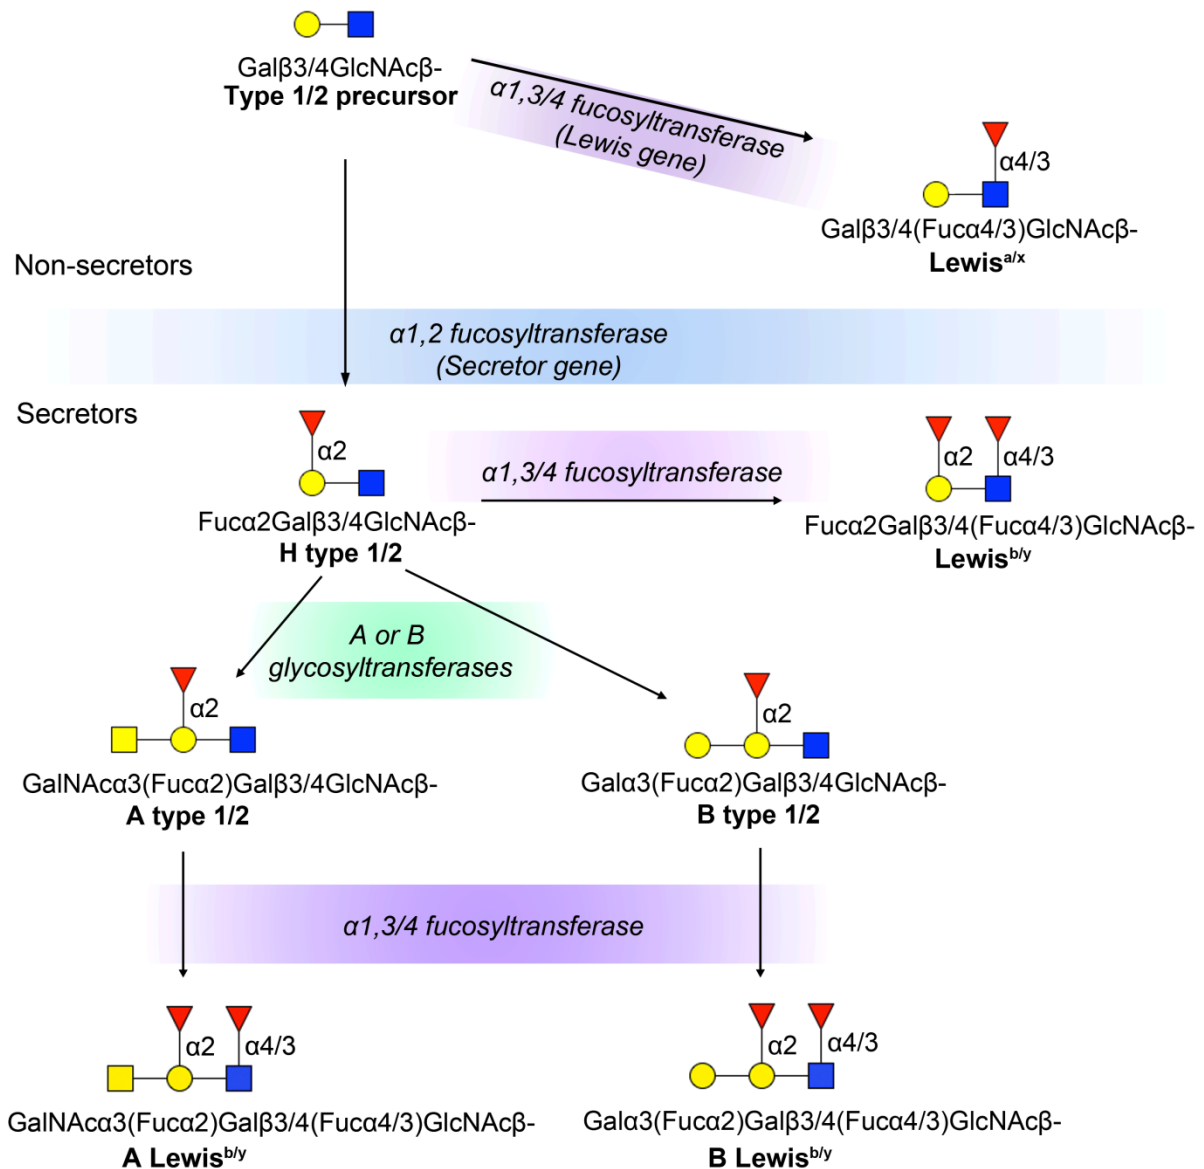 Galβ3/4GlcNAcβ-
Type 1/2 precursor
α1,3/4 fucosyltransferase
(Lewis gene)
α4/3
Galβ3/4(Fucα4/3)GlcNAcβ-
Lewisᵃ/ˣ
Non-secretors
α1,2 fucosyltransferase
(Secretor gene)
Secretors
α2
Fucα2Galβ3/4GlcNAcβ-
H type 1/2
α1,3/4 fucosyltransferase
α2 α4/3
Fucα2Galβ3/4(Fucα4/3)GlcNAcβ-
Lewisᵇ/ʸ
A or B
glycosyltransferases
α2
GalNAcα3(Fucα2)Galβ3/4GlcNAcβ-
A type 1/2
α2
Galα3(Fucα2)Galβ3/4GlcNAcβ-
B type 1/2
α1,3/4 fucosyltransferase
α2 α4/3
GalNAcα3(Fucα2)Galβ3/4(Fucα4/3)GlcNAcβ-
A Lewisᵇ/ʸ
α2 α4/3
Galα3(Fucα2)Galβ3/4(Fucα4/3)GlcNAcβ-
B Lewisᵇ/ʸ